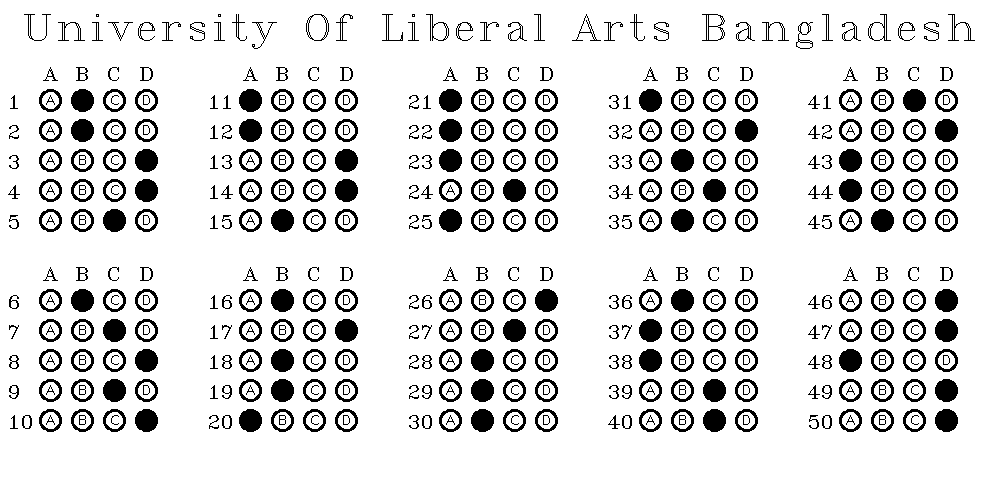 University Of Liberal Arts Bangladesh
A B C D A B C D A B C D A B C D A B C D
1 A C D 11 B C D 21 B C D 31 B C D 41 A B D
2 A C D 12 B C D 22 B C D 32 A B C 42 A B C
3 A B C 13 A B C 23 B C D 33 A C D 43 B C D
4 A B C 14 A B C 24 A B D 34 A B D 44 B C D
5 A B D 15 A C D 25 B C D 35 A C D 45 A C D
A B C D A B C D A B C D A B C D A B C D
6 A C D 16 A C D 26 A B C 36 A C D 46 A B C
7 A B D 17 A B C 27 A B D 37 B C D 47 A B C
8 A B C 18 A C D 28 A C D 38 B C D 48 B C D
9 A B D 19 A C D 29 A C D 39 A B D 49 A B C
10 A B C 20 B C D 30 A C D 40 A B D 50 A B C